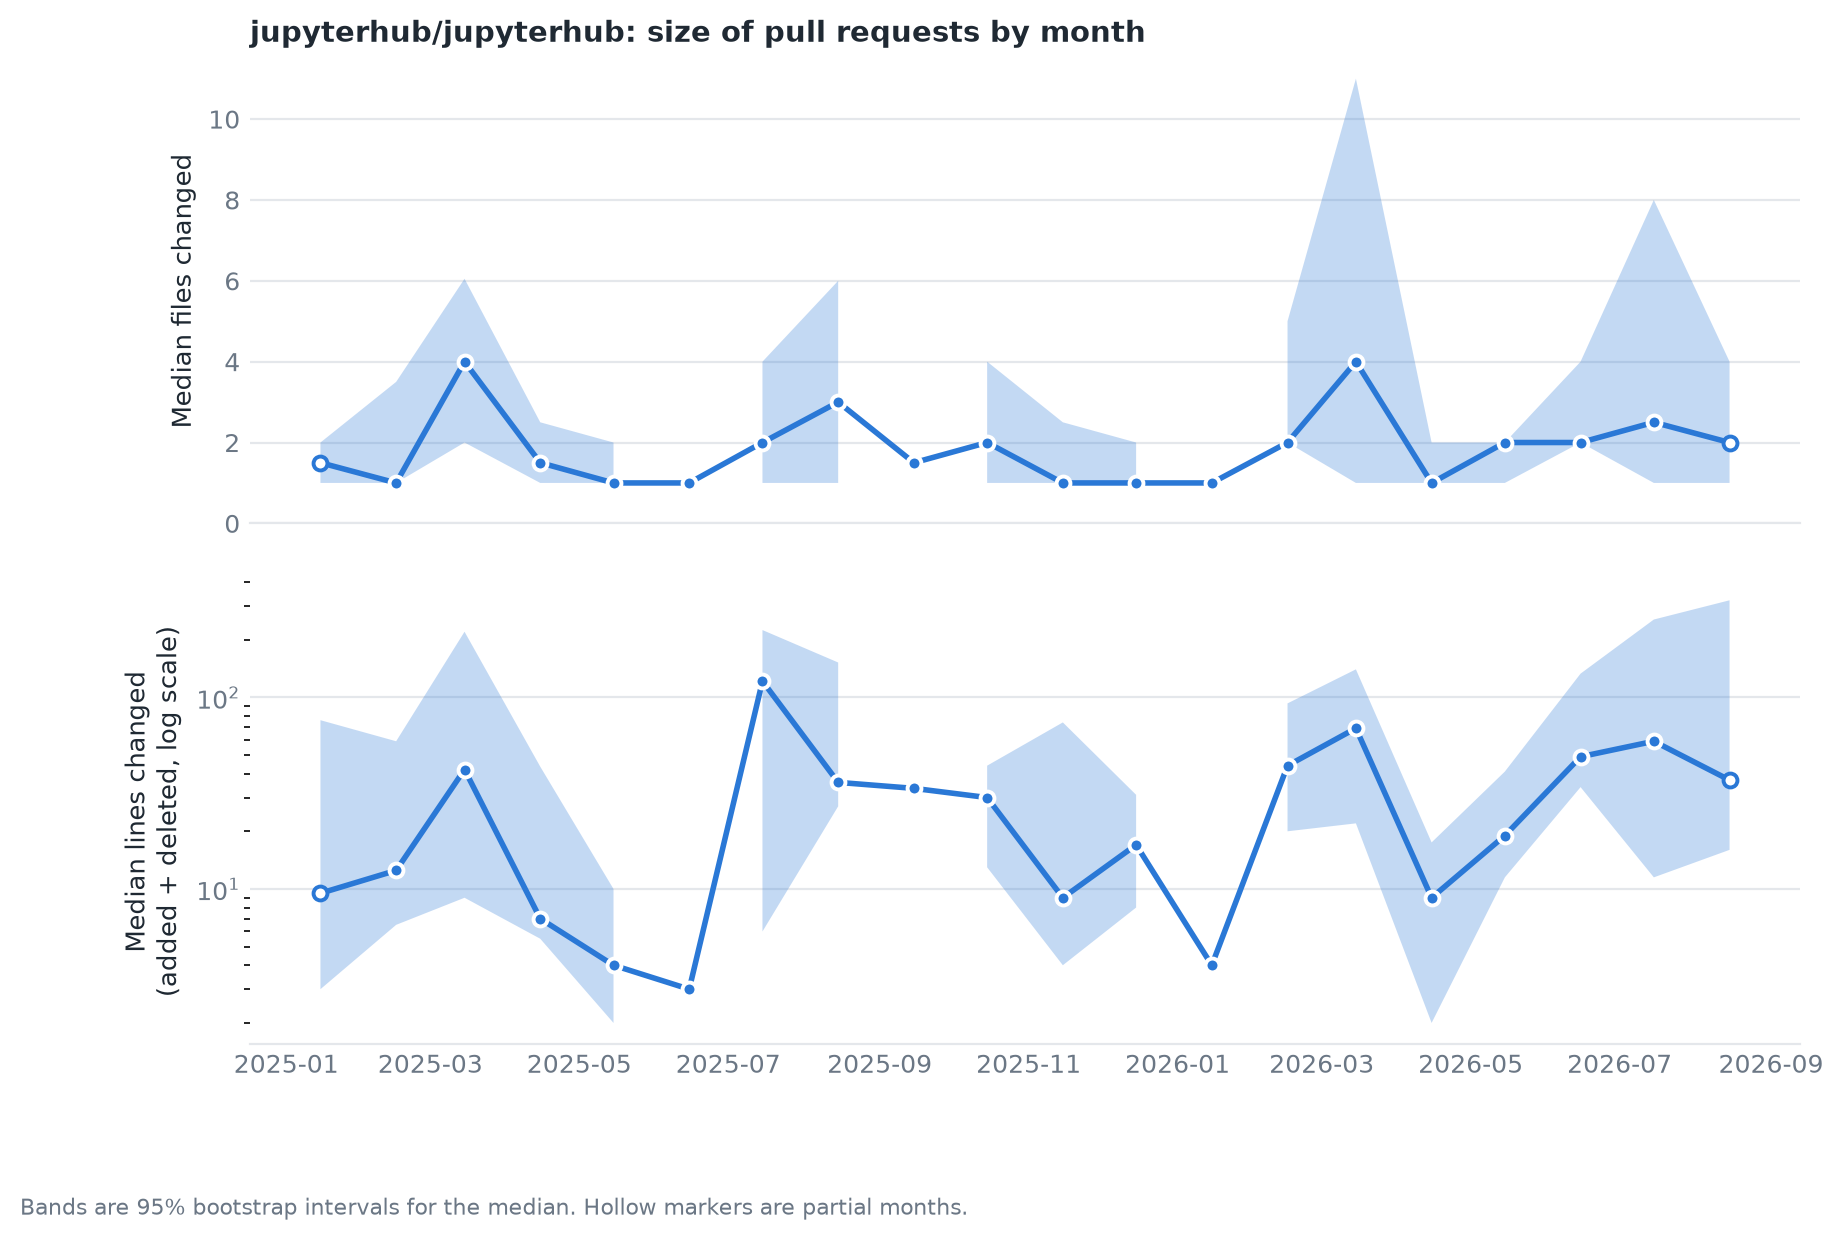 jupyterhub/jupyterhub: size of pull requests by month
Median files changed
10
8
6
4
2
0
Median lines changed
(added + deleted, log scale)
10²
10¹
2025-01 2025-03 2025-05 2025-07 2025-09 2025-11 2026-01 2026-03 2026-05 2026-07 2026-09
Bands are 95% bootstrap intervals for the median. Hollow markers are partial months.